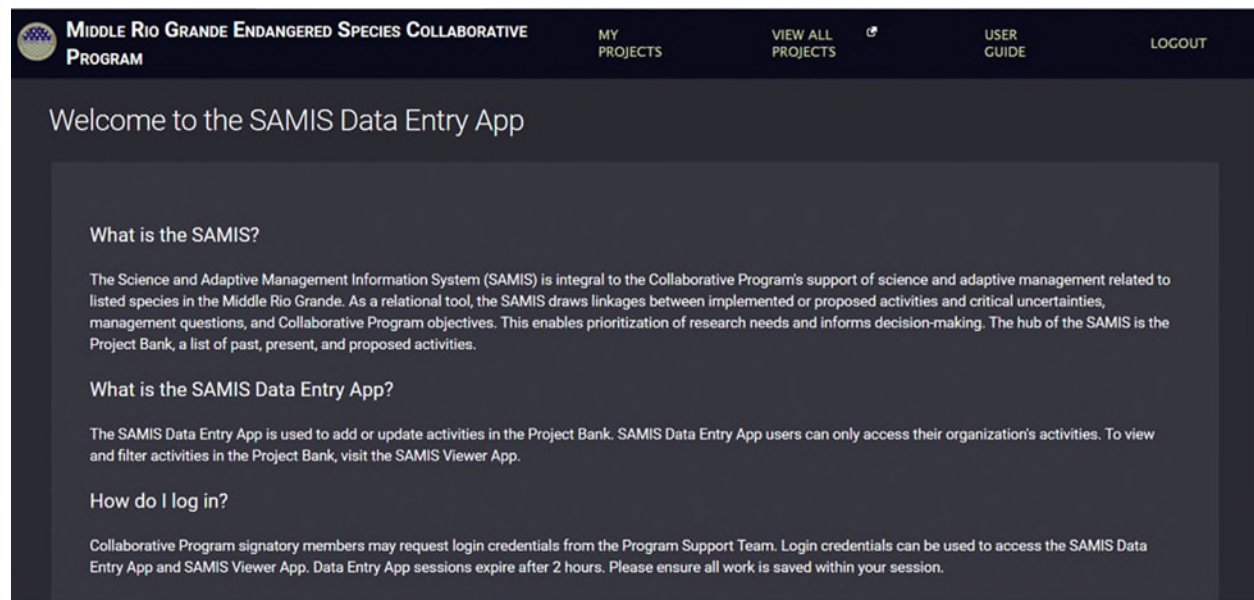 MIDDLE RIO GRANDE ENDANGERED SPECIES COLLABORATIVE
PROGRAM
MY
PROJECTS
VIEW ALL
PROJECTS
USER
GUIDE
LOGOUT
Welcome to the SAMIS Data Entry App
What is the SAMIS?
The Science and Adaptive Management Information System (SAMIS) is integral to the Collaborative Program's support of science and adaptive management related to
listed species in the Middle Rio Grande. As a relational tool, the SAMIS draws linkages between implemented or proposed activities and critical uncertainties,
management questions, and Collaborative Program objectives. This enables prioritization of research needs and informs decision-making. The hub of the SAMIS is the
Project Bank, a list of past, present, and proposed activities.
What is the SAMIS Data Entry App?
The SAMIS Data Entry App is used to add or update activities in the Project Bank. SAMIS Data Entry App users can only access their organization's activities. To view
and filter activities in the Project Bank, visit the SAMIS Viewer App.
How do I log in?
Collaborative Program signatory members may request login credentials from the Program Support Team. Login credentials can be used to access the SAMIS Data
Entry App and SAMIS Viewer App. Data Entry App sessions expire after 2 hours. Please ensure all work is saved within your session.